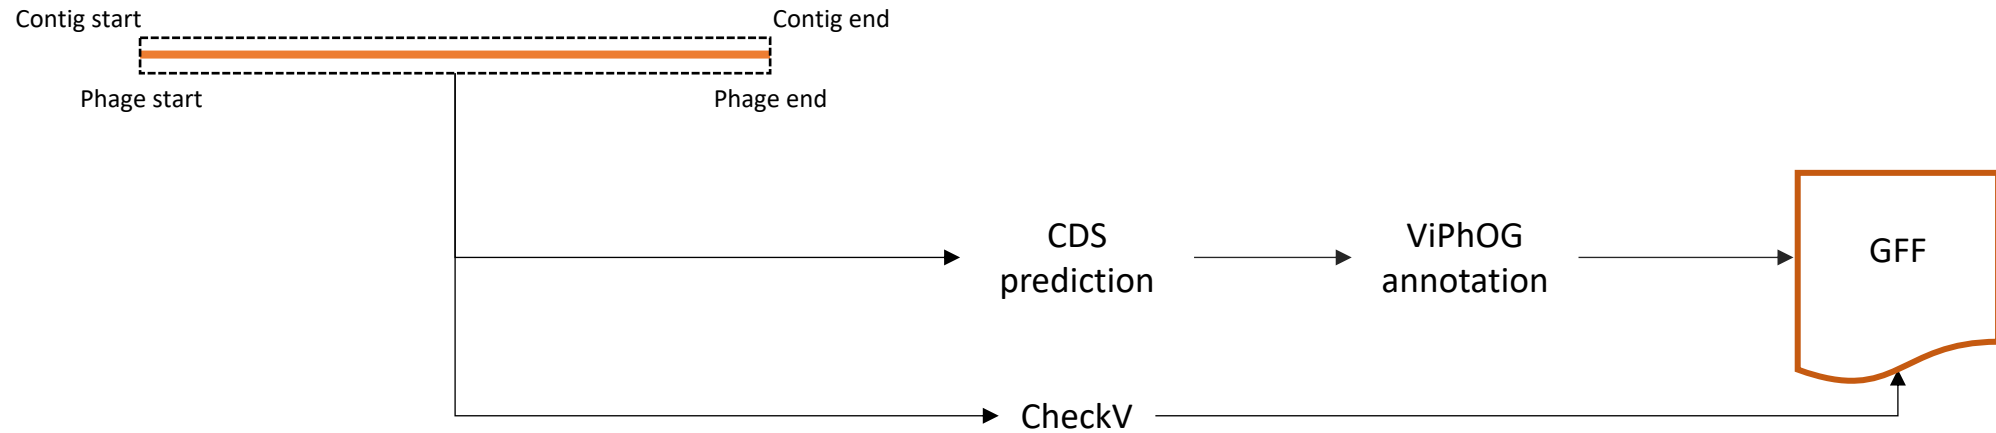 Contig start
Contig end
Phage start
Phage end
CDS
prediction
ViPhOG
annotation
GFF
CheckV